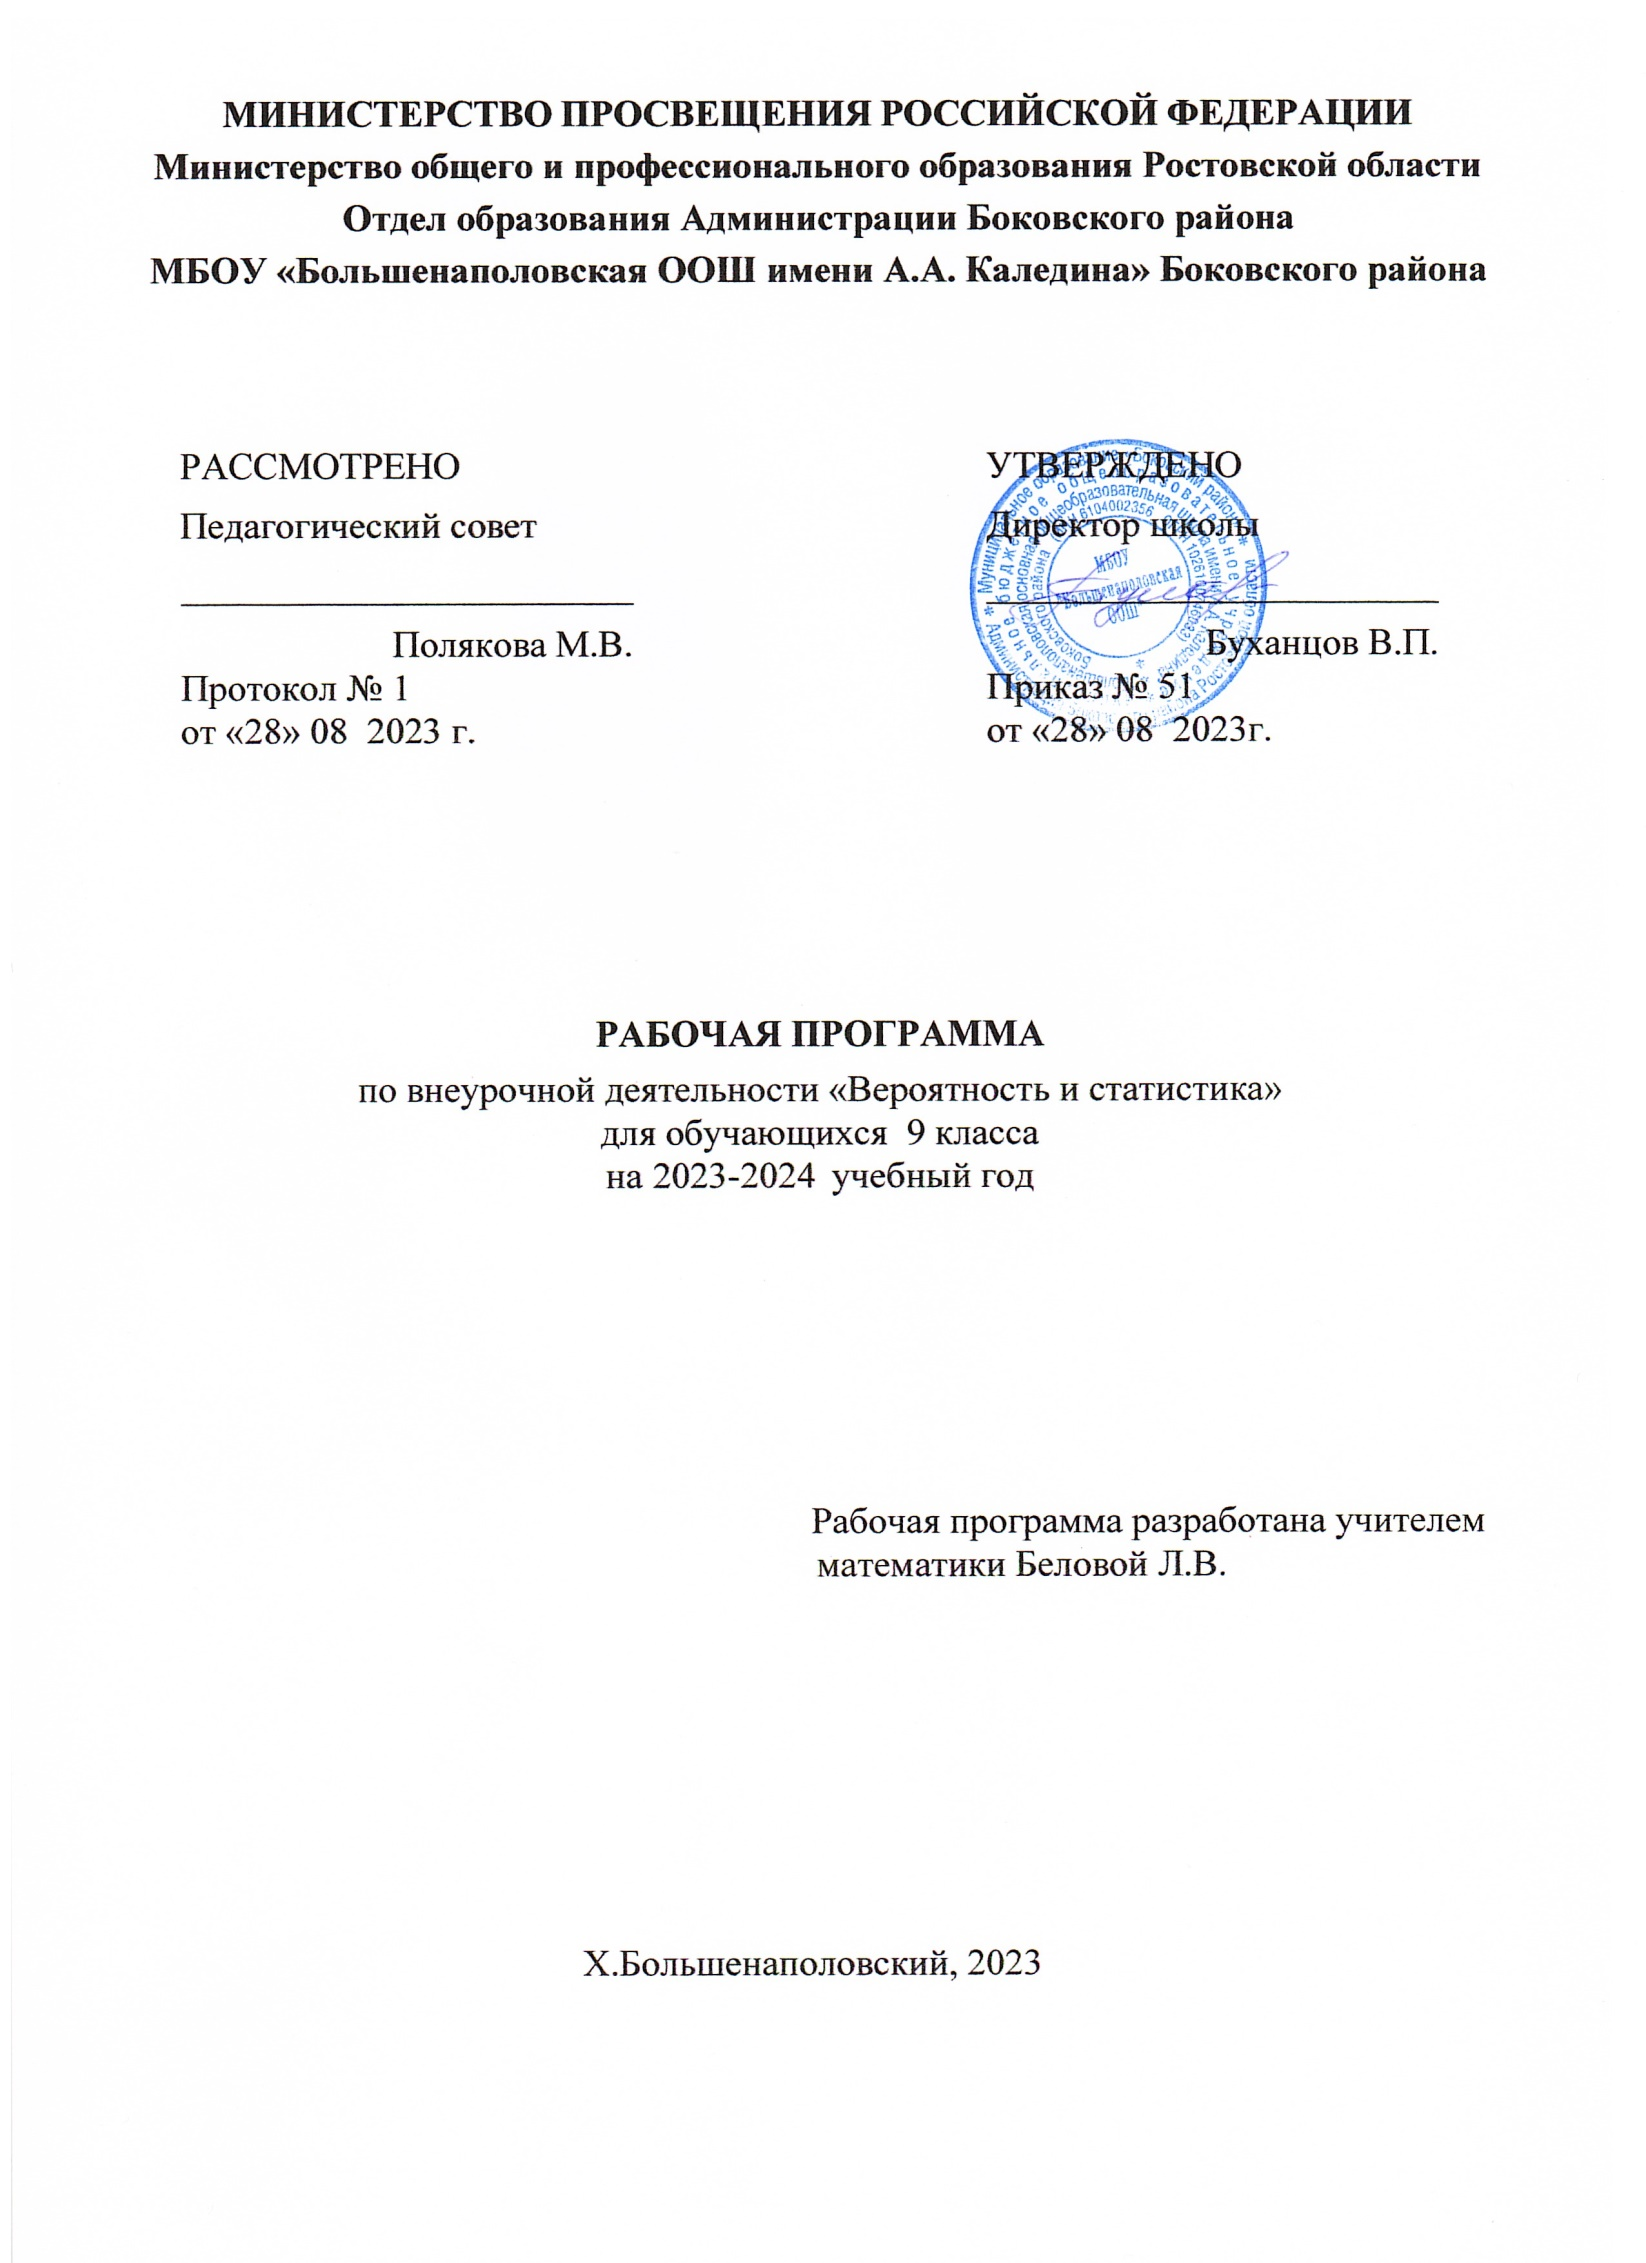 МИНИСТЕРСТВО ПРОСВЕЩЕНИЯ РОССИЙСКОЙ ФЕДЕРАЦИИ
Министерство общего и профессионального образования Ростовской области
Отдел образования Администрации Боковского района
МБОУ «Большенаполовская ООШ имени А.А. Каледина» Боковского района
РАССМОТРЕНО
Педагогический совет
Полякова М.В.
Протокол № 1
от «28» 08 2023 г.
УТВЕРЖДЕНО
Директор школы
МБОУ
Большенаполовская
ООШ
Буханцов В.П.
Приказ № 51
от «28» 08 2023г.
РАБОЧАЯ ПРОГРАММА
по внеурочной деятельности «Вероятность и статистика»
для обучающихся 9 класса
на 2023-2024 учебный год
Рабочая программа разработана учителем
математики Беловой Л.В.
Х.Большенаполовский, 2023